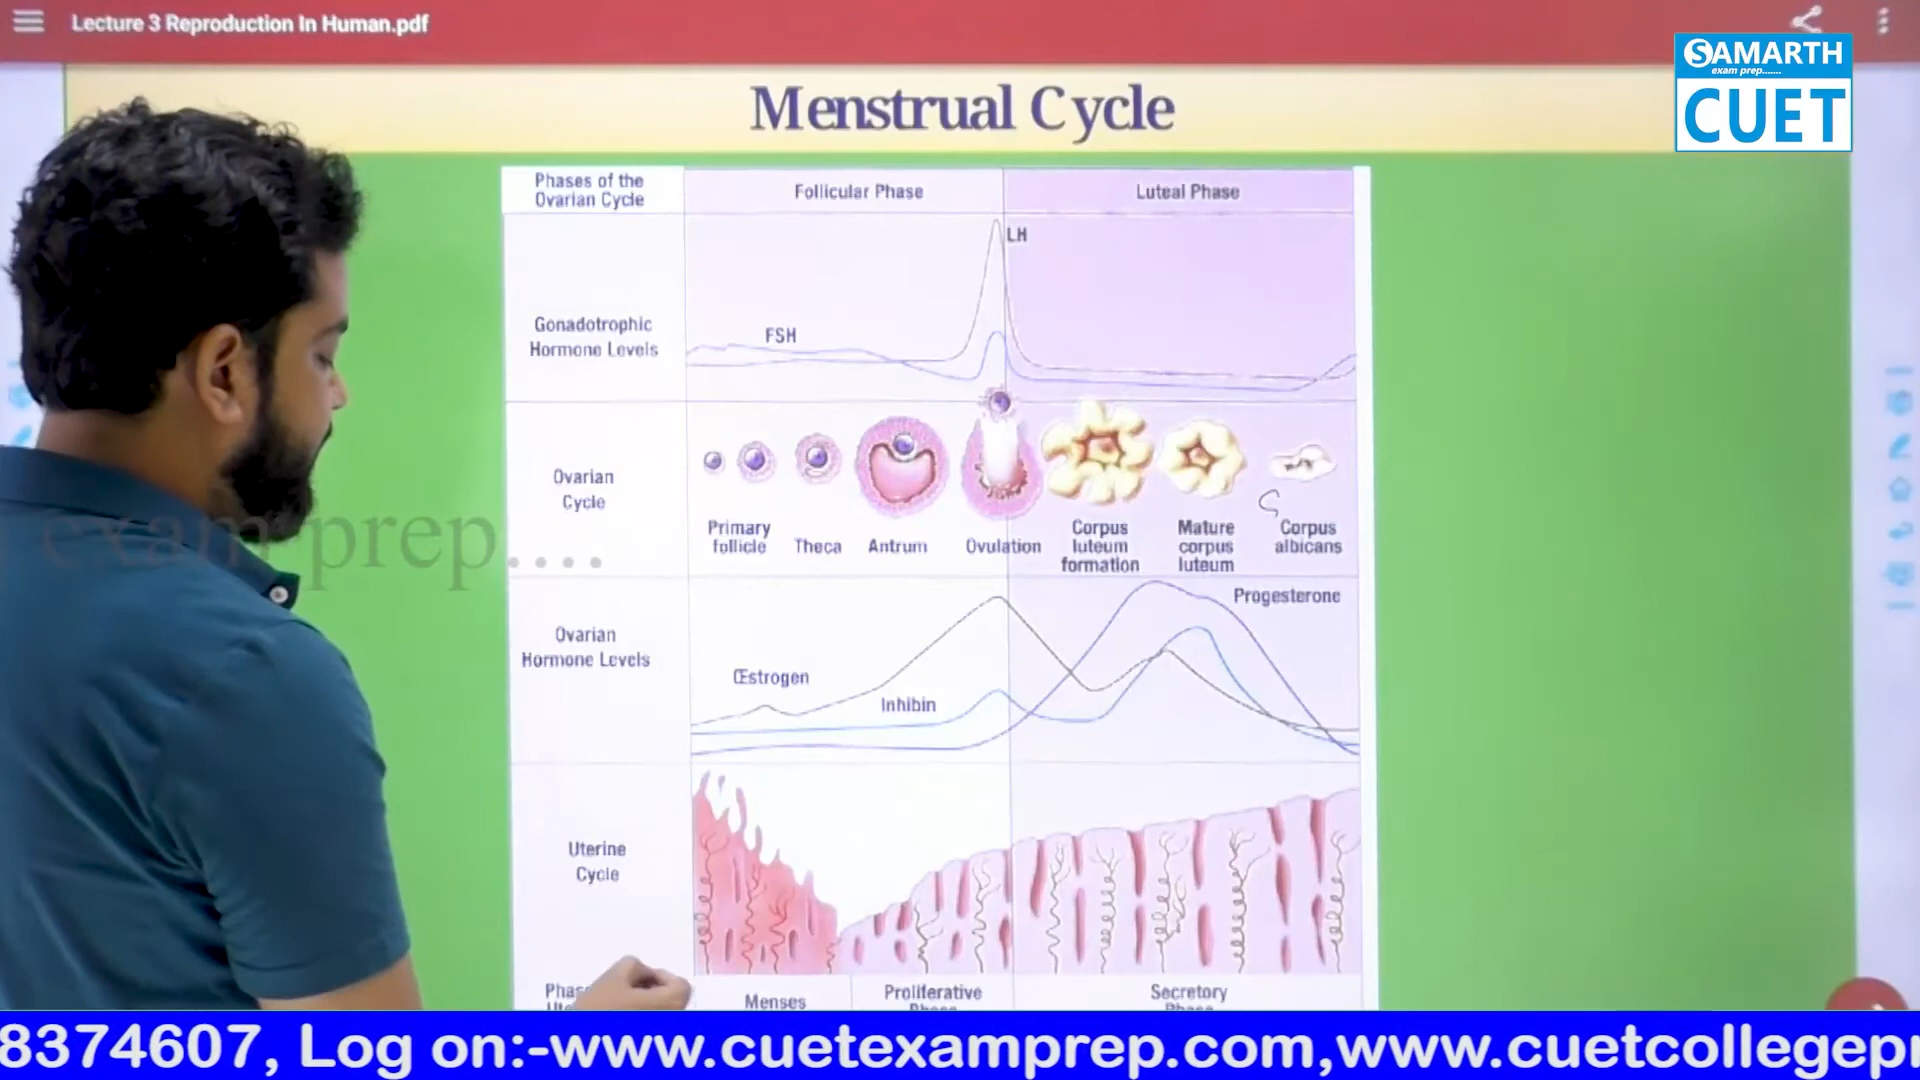 Lecture 3 Reproduction In Human.pdf
SAMARTH
exam prep.......
CUET
Menstrual Cycle
Phases of the
Ovarian Cycle
Follicular Phase
Luteal Phase
LH
FSH
Gonadotrophic
Hormone Levels
Ovarian
Cycle
Primary
follicle
Theca
Antrum
Ovulation
Corpus
luteum
formation
Mature
corpus
luteum
Corpus
albicans
exam prep....
Ovarian
Hormone Levels
Œstrogen
Inhibin
Progesterone
Uterine
Cycle
Menses
Proliferative
Secretory
8374607, Log on:-www.cuetexamprep.com,www.cuetcollegepr